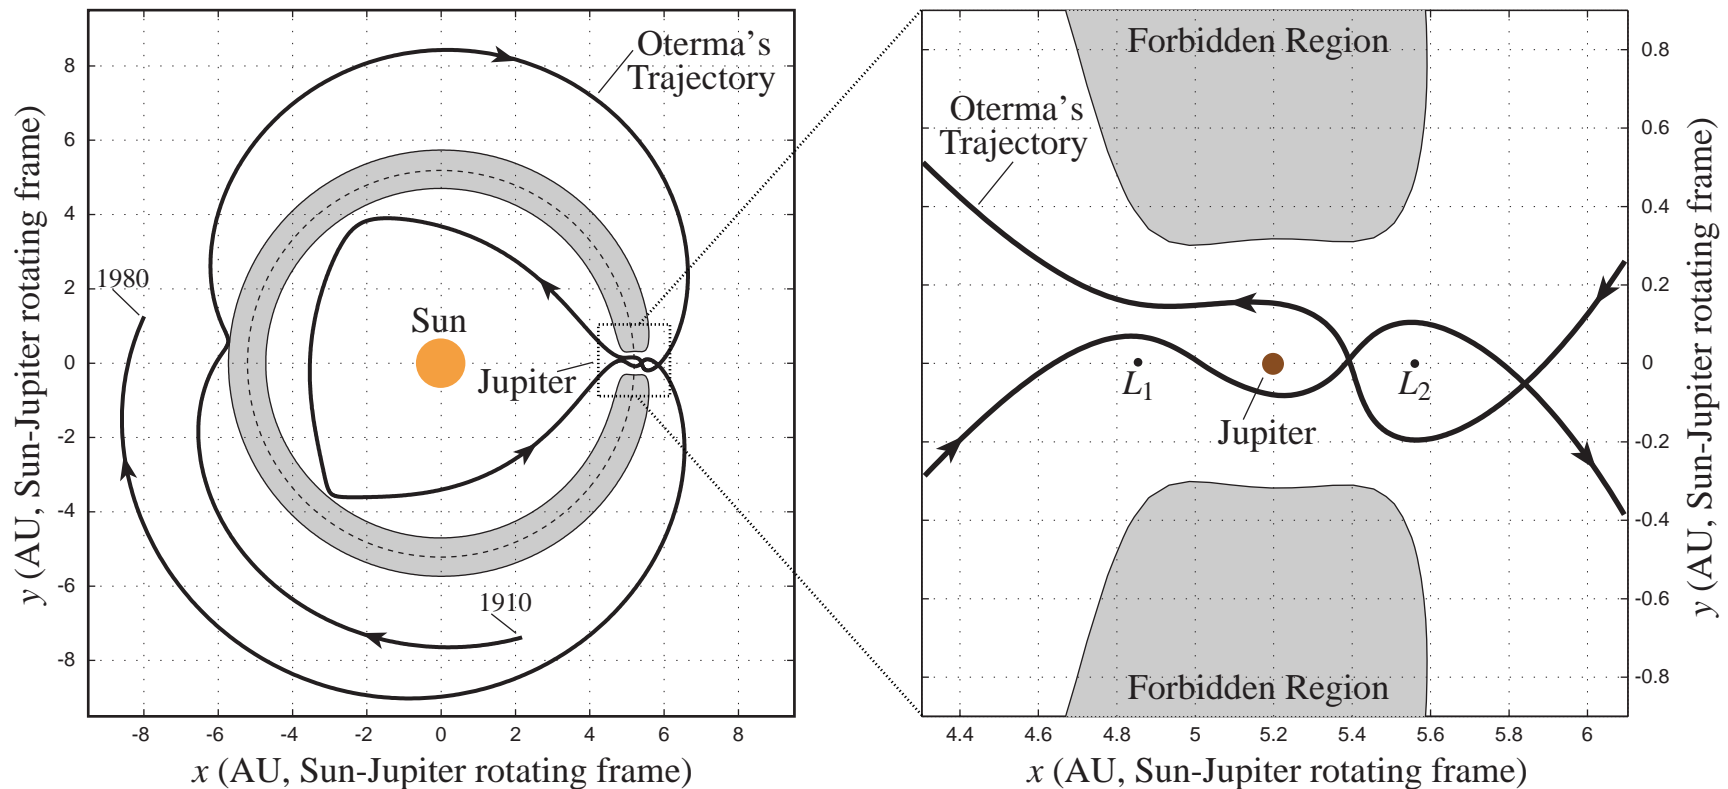 Oterma's
Trajectory
1980
Sun
Jupiter
1910
8
6
4
2
0
-2
-4
-6
-8
-8
-6
-4
-2
0
2
4
6
8
y (AU, Sun-Jupiter rotating frame)
x (AU, Sun-Jupiter rotating frame)
Forbidden Region
Oterma's
Trajectory
L1
L2
Jupiter
Forbidden Region
0.8
0.6
0.4
0.2
0
-0.2
-0.4
-0.6
-0.8
4.4
4.6
4.8
5
5.2
5.4
5.6
5.8
6
y (AU, Sun-Jupiter rotating frame)
x (AU, Sun-Jupiter rotating frame)